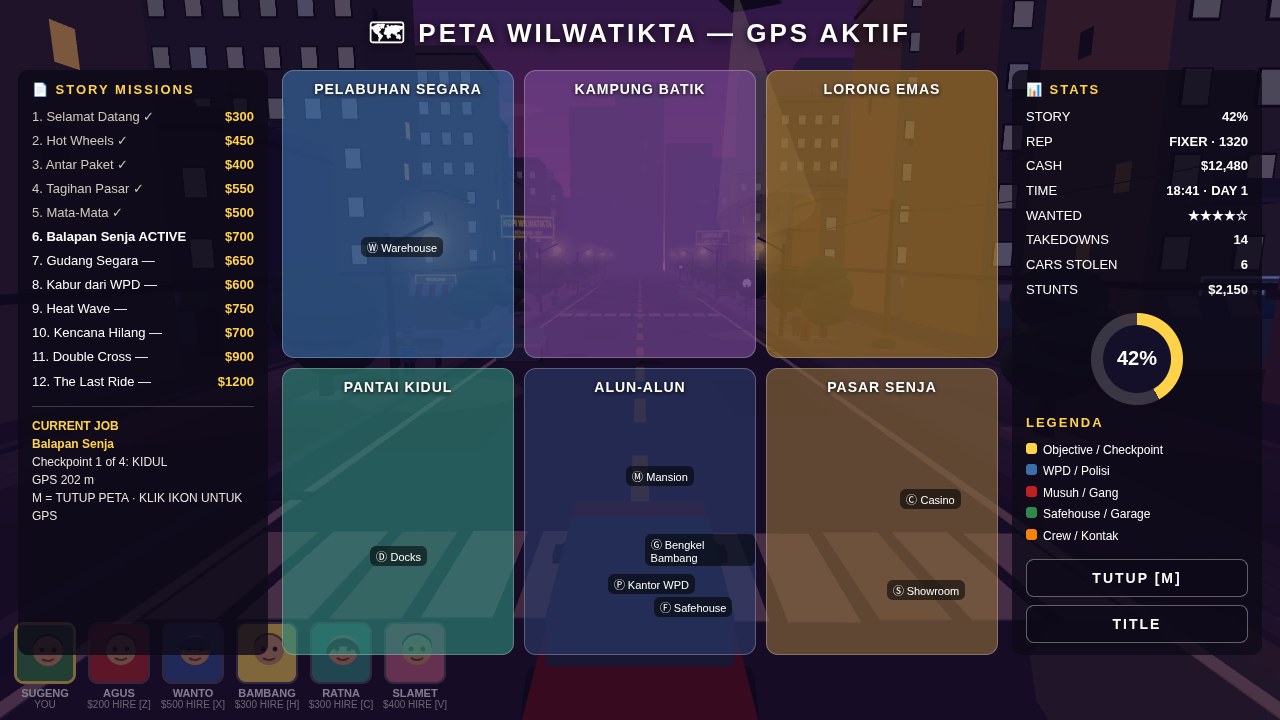 🗺 PETA WILWATIKTA — GPS AKTIF
📄 STORY MISSIONS
1. Selamat Datang ✓ $300
2. Hot Wheels ✓ $450
3. Antar Paket ✓ $400
4. Tagihan Pasar ✓ $550
5. Mata-Mata ✓ $500
6. Balapan Senja ACTIVE $700
7. Gudang Segara — $650
8. Kabur dari WPD — $600
9. Heat Wave — $750
10. Kencana Hilang — $700
11. Double Cross — $900
12. The Last Ride — $1200
CURRENT JOB
Balapan Senja
Checkpoint 1 of 4: KIDUL
GPS 202 m
M = TUTUP PETA · KLIK IKON UNTUK
GPS
PELABUHAN SEGARA
Ⓦ Warehouse
KAMPUNG BATIK
LORONG EMAS
PANTAI KIDUL
Ⓓ Docks
ALUN-ALUN
Ⓜ Mansion
Ⓖ Bengkel
Bambang
Ⓟ Kantor WPD
Ⓕ Safehouse
PASAR SENJA
Ⓒ Casino
Ⓢ Showroom
📊 STATS
STORY 42%
REP FIXER · 1320
CASH $12,480
TIME 18:41 · DAY 1
WANTED ★★★★☆
TAKEDOWNS 14
CARS STOLEN 6
STUNTS $2,150
42%
LEGENDA
Objective / Checkpoint
WPD / Polisi
Musuh / Gang
Safehouse / Garage
Crew / Kontak
TUTUP [M]
TITLE
SUGENG
YOU
AGUS
$200 HIRE [Z]
WANTO
$500 HIRE [X]
BAMBANG
$300 HIRE [H]
RATNA
$300 HIRE [C]
SLAMET
$400 HIRE [V]